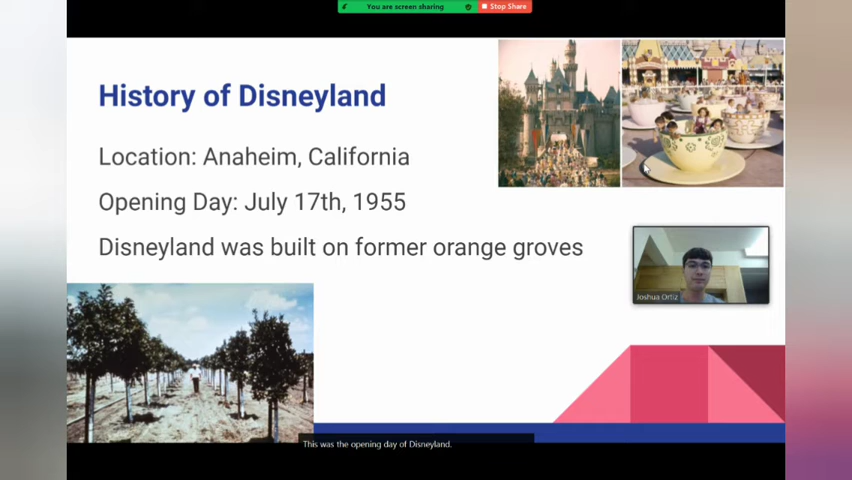 You are screen sharing
Stop Share
History of Disneyland
Location: Anaheim, California
Opening Day: July 17th, 1955
Disneyland was built on former orange groves
Joshua Ortiz
This was the opening day of Disneyland.